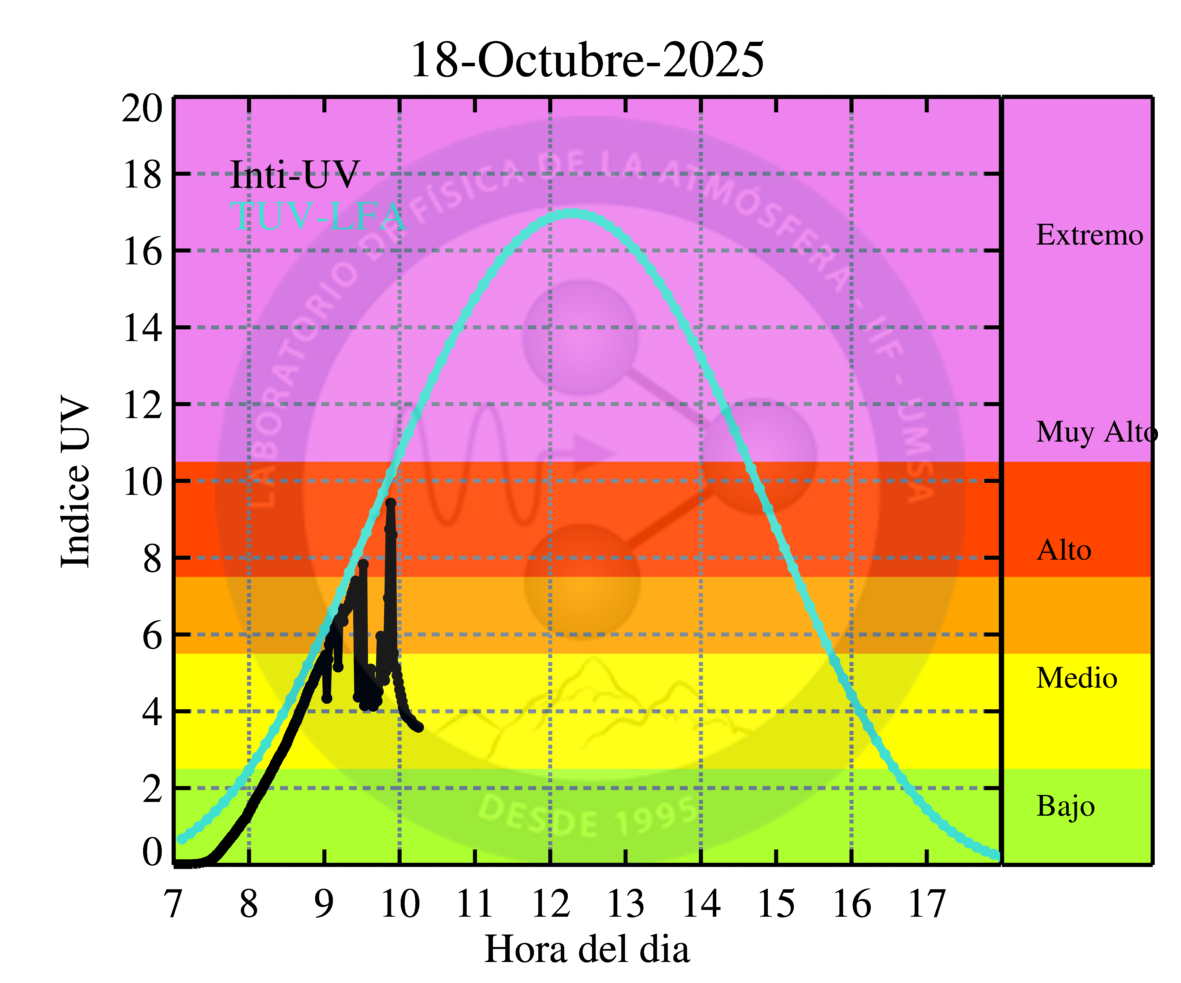 18-Octubre-2025
20
18
16
14
12
10
8
6
4
2
0
Indice UV
Inti-UV
TUV-LFA
LABORATORIO DE FÍSICA DE LA ATMÓSFERA - IIF - UMSA
DESDE 1995
Extremo
Muy Alto
Alto
Medio
Bajo
7 8 9 10 11 12 13 14 15 16 17
Hora del dia